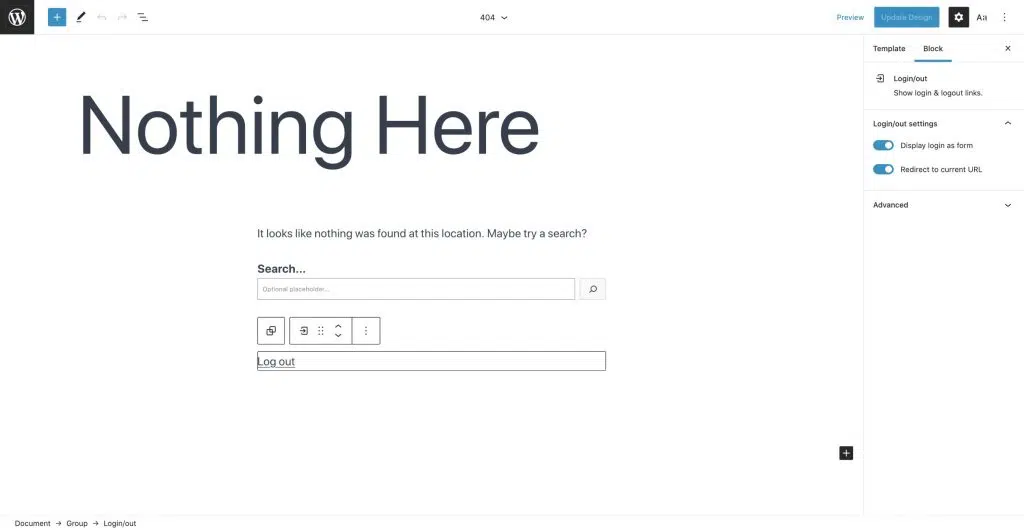 404
Preview
Update Design
Aa
Template
Block
Login/out
Show login & logout links.
Login/out settings
Display login as form
Redirect to current URL
Advanced
Nothing Here
It looks like nothing was found at this location. Maybe try a search?
Search...
Optional placeholder...
Log out
Document → Group → Login/out